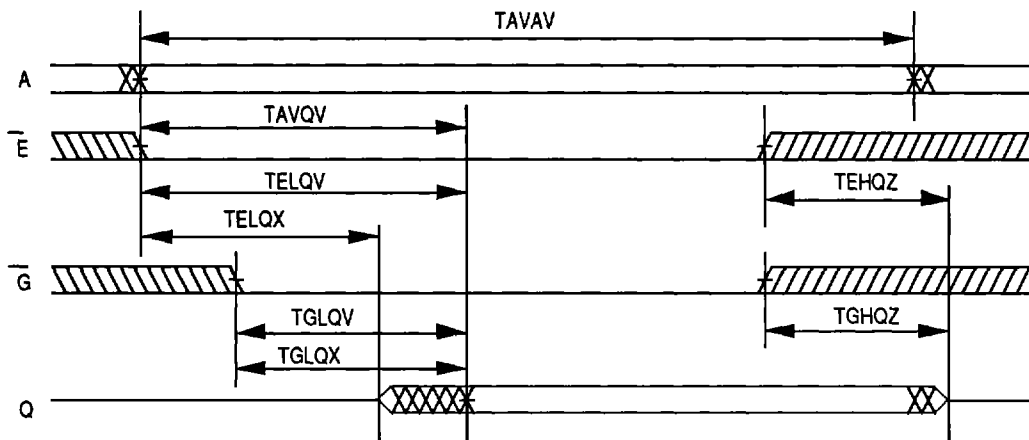 TAVAV
A
TAVQV
E̅
TELQV
TEHQZ
TELQX
G̅
TGLQV
TGHQZ
TGLQX
Q